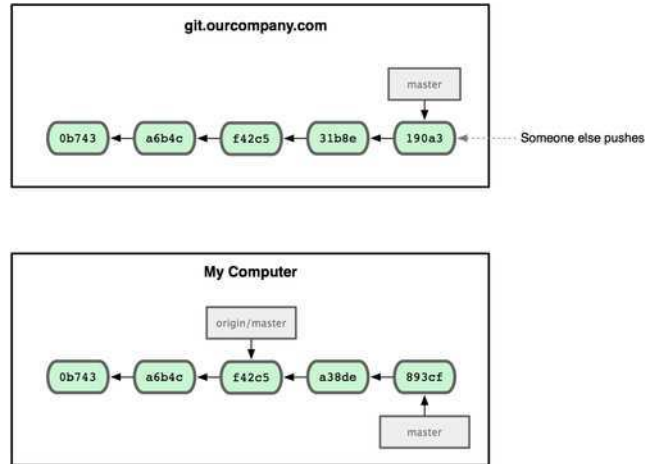 git.ourcompany.com
master
0b743 a6b4c f42c5 31b8e 190a3 Someone else pushes
My Computer
origin/master
0b743 a6b4c f42c5 a38de 893cf
master